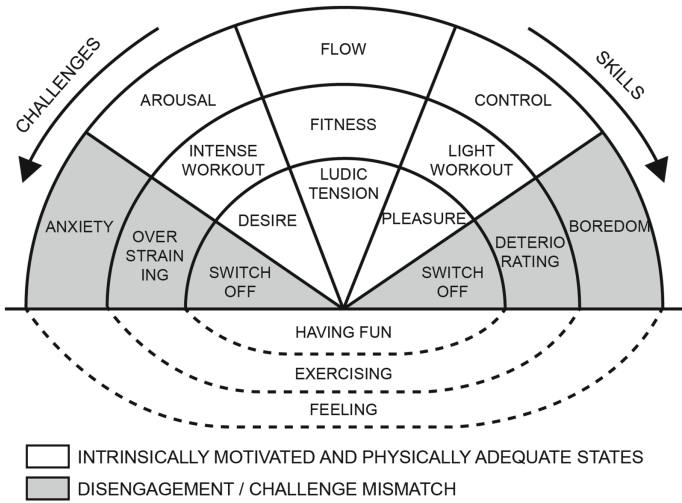 FLOW
CHALLENGES
SKILLS
AROUSAL
CONTROL
FITNESS
INTENSE
WORKOUT
LIGHT
WORKOUT
LUDIC
TENSION
DESIRE
PLEASURE
ANXIETY
OVER
STRAIN
ING
SWITCH
OFF
SWITCH
OFF
DETERIO
RATING
BOREDOM
HAVING FUN
EXERCISING
FEELING
INTRINSICALLY MOTIVATED AND PHYSICALLY ADEQUATE STATES
DISENGAGEMENT / CHALLENGE MISMATCH